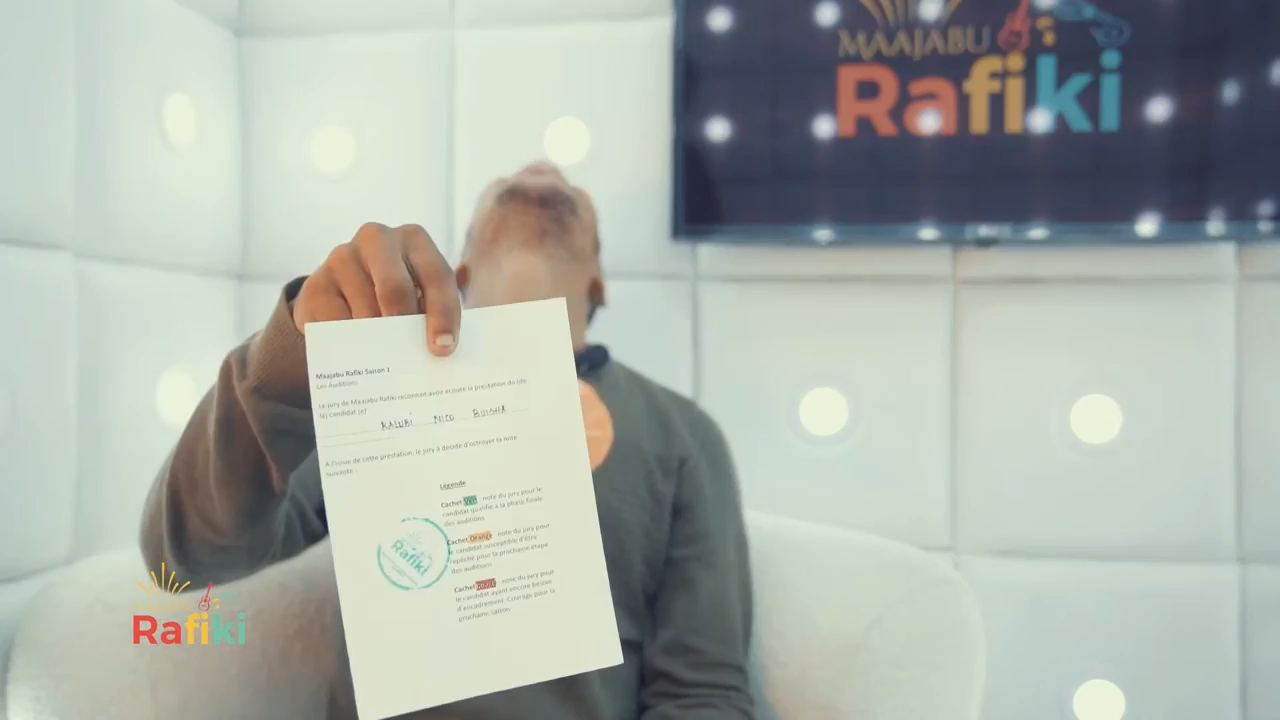 MAAJABU
Rafiki
Maajabu Rafiki Saison 1
Les Auditions
Le jury de Maajabu Rafiki reconnait avoir écouté la prestation du (de
la) candidat (e)
KALUBI NICO BUISHA
A l'issue de cette prestation, le jury a décidé d'octroyer la note
suivante :
Légende
Cachet Vert : note du jury pour le
candidat qualifié à la phase finale
des auditions
Cachet Orange : note du jury pour
le candidat susceptible d'être
repêché pour la prochaine étape
des auditions
Cachet Rouge : note du jury pour
le candidat ayant encore besoin
d'encadrement. Courage pour la
prochaine saison.
Rafiki
Rafiki